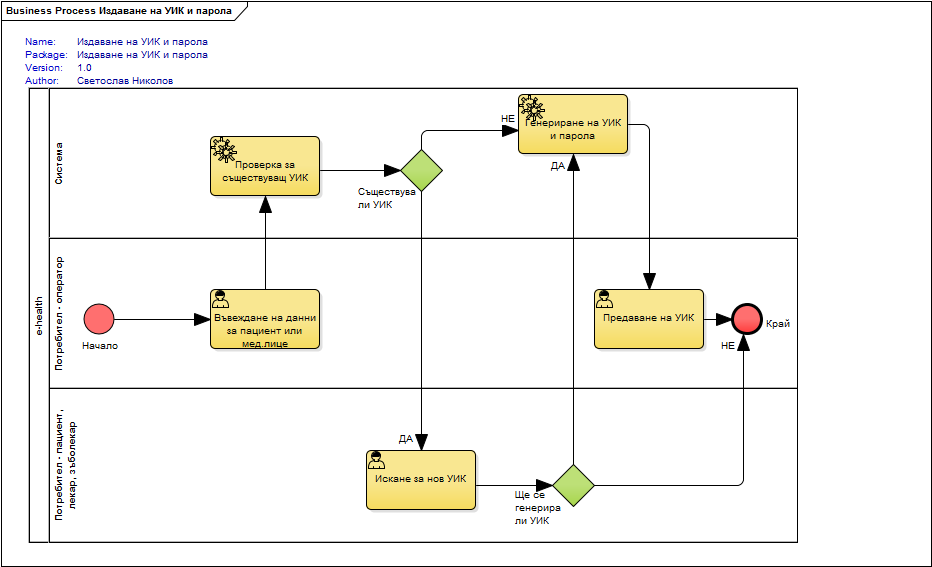 Business Process Издаване на УИК и парола
Name: Издаване на УИК и парола
Package: Издаване на УИК и парола
Version: 1.0
Author: Светослав Николов
e-health
Система
Проверка за
съществуващ УИК
Съществува
ли УИК
НЕ
Генериране на УИК
и парола
ДА
Потребител - оператор
Начало
Въвеждане на данни
за пациент или
мед.лице
Предаване на УИК
Край
НЕ
Потребител - пациент,
лекар, зъболекар
ДА
Искане за нов УИК
Ще се
генерира
ли УИК